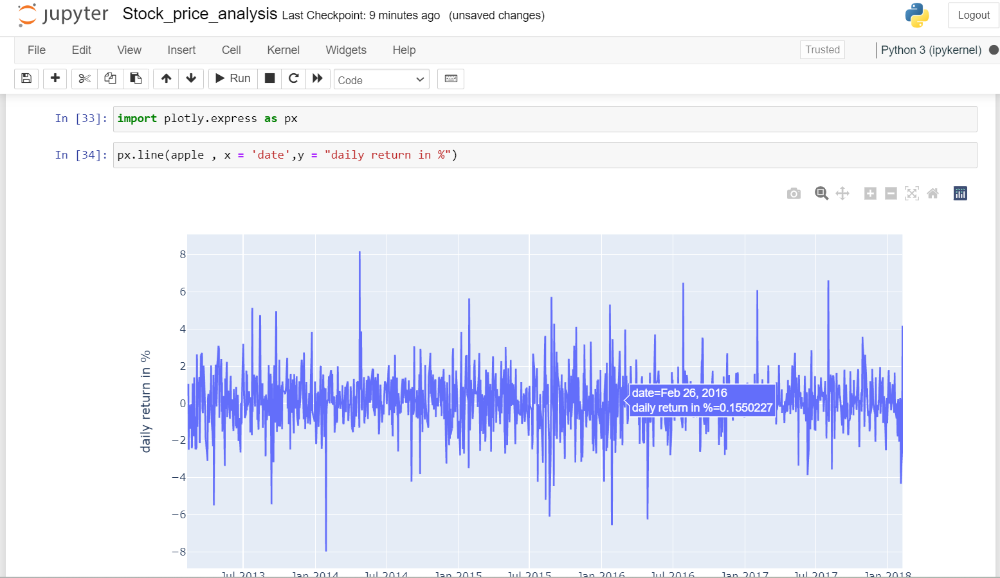 jupyter Stock_price_analysis Last Checkpoint: 9 minutes ago (unsaved changes) Logout
File Edit View Insert Cell Kernel Widgets Help Trusted Python 3 (ipykernel)
Run Code
In [33]: import plotly.express as px
In [34]: px.line(apple , x = 'date',y = "daily return in %")
8
6
4
2
0
−2
−4
−6
−8
daily return in %
date=Feb 26, 2016
daily return in %=0.1550227
Jul 2013 Jan 2014 Jul 2014 Jan 2015 Jul 2015 Jan 2016 Jul 2016 Jan 2017 Jul 2017 Jan 2018